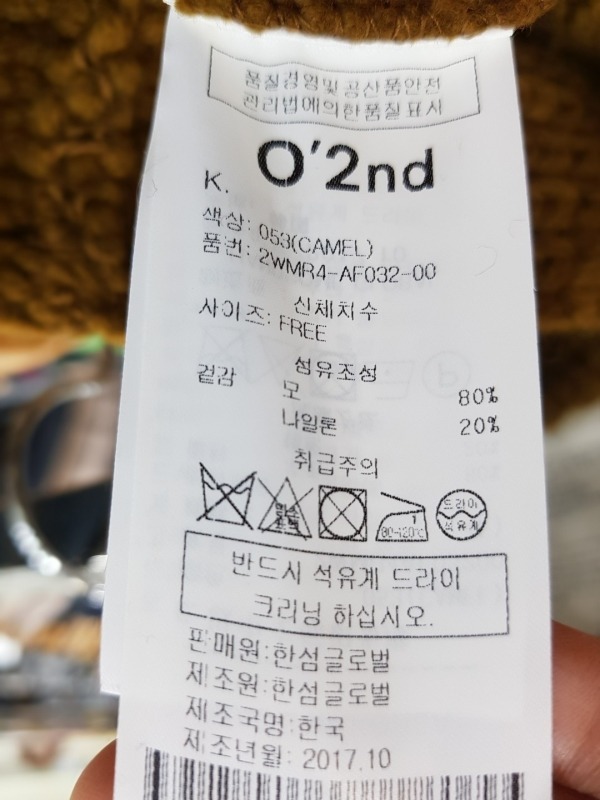 품질경영및공산품안전
관리법에의한품질표시
K. O'2nd
색상: 053(CAMEL)
품번: 2WMR4-AF032-00
신체치수
사이즈: FREE
섬유조성
겉감 모 80%
나일론 20%
취급주의
염소표백
80-120℃
드라이
석유계
반드시 석유계 드라이
크리닝 하십시오.
판매원:한섬글로벌
제조원:한섬글로벌
제조국명:한국
제조년월: 2017.10